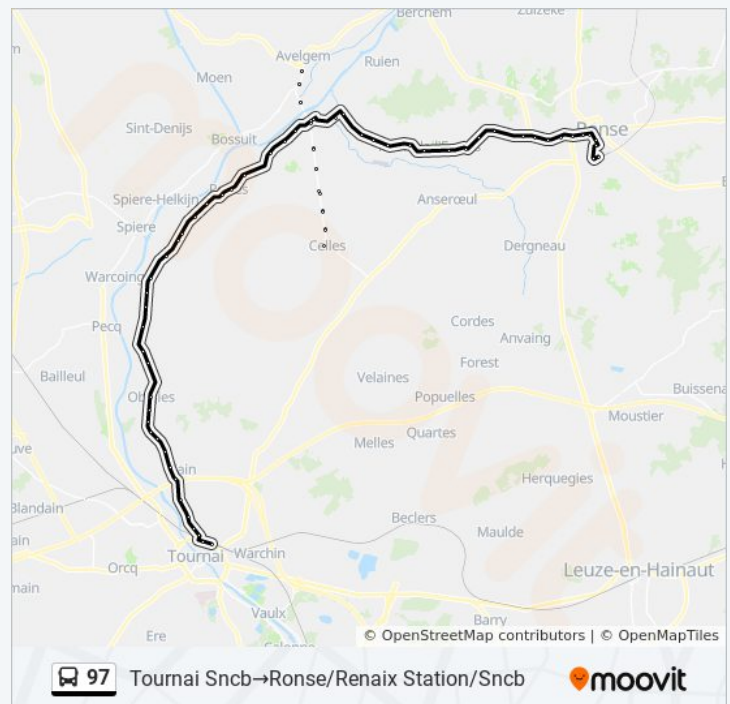 Berchem
Zulzeke
Avelgem
Ruien
Moen
Sint-Denijs
Bossuit
Ronse
Spiere-Helkijn
Anserœul
Spiere
Celles
Dergneau
Warcoing
Pecq
Cordes
Anvaing
Forest
Bailleul
Velaines
Popuelles
Buissena
Moustier
Quartes
Melles
Herquegies
Blandain
Beclers
Maulde
Tournai
Warchin
Orcq
Leuze-en-Hainaut
Vaulx
Barry
Ere
moovit
© OpenStreetMap contributors | © OpenMapTiles
97 Tournai Sncb→Ronse/Renaix Station/Sncb
moovit